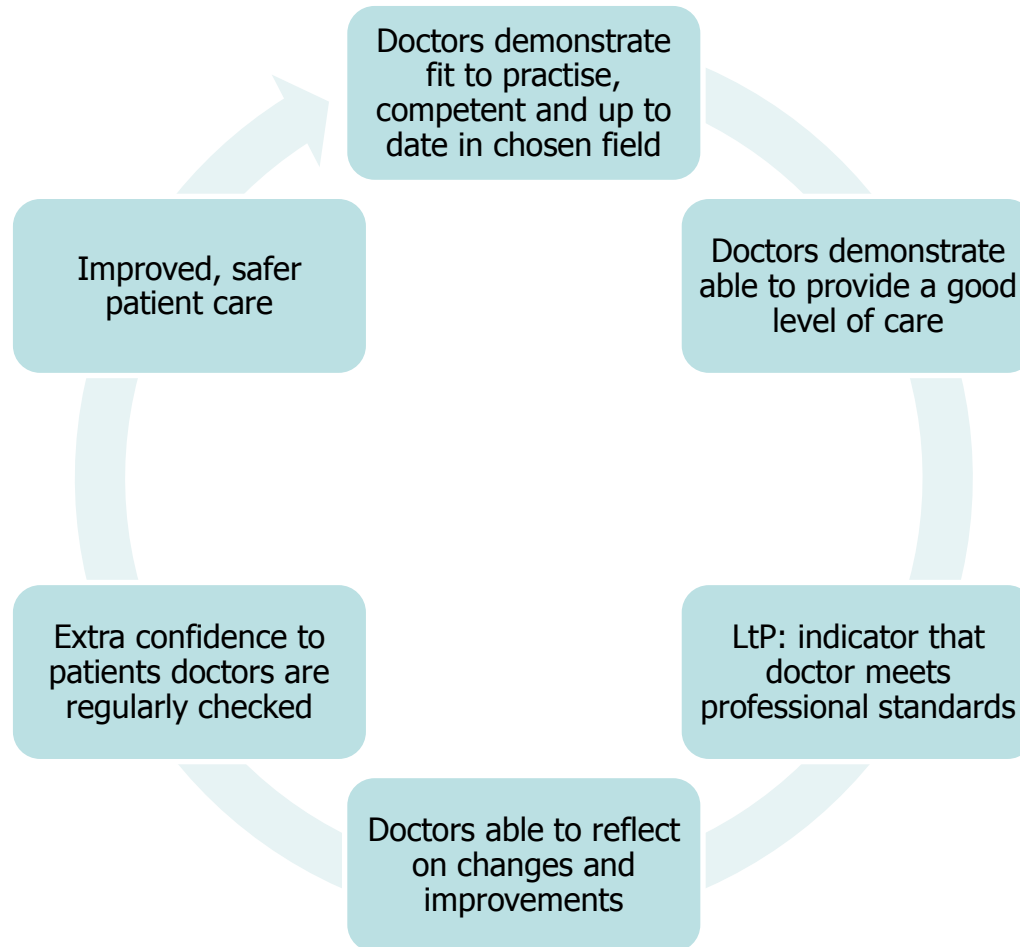 Doctors demonstrate
fit to practise,
competent and up to
date in chosen field
Doctors demonstrate
able to provide a good
level of care
LtP: indicator that
doctor meets
professional standards
Doctors able to reflect
on changes and
improvements
Extra confidence to
patients doctors are
regularly checked
Improved, safer
patient care